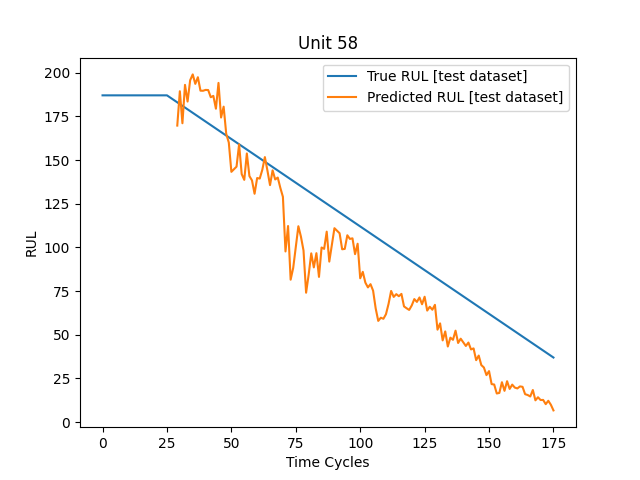 Unit 58
True RUL [test dataset]
Predicted RUL [test dataset]
RUL
200
175
150
125
100
75
50
25
0
0 25 50 75 100 125 150 175
Time Cycles